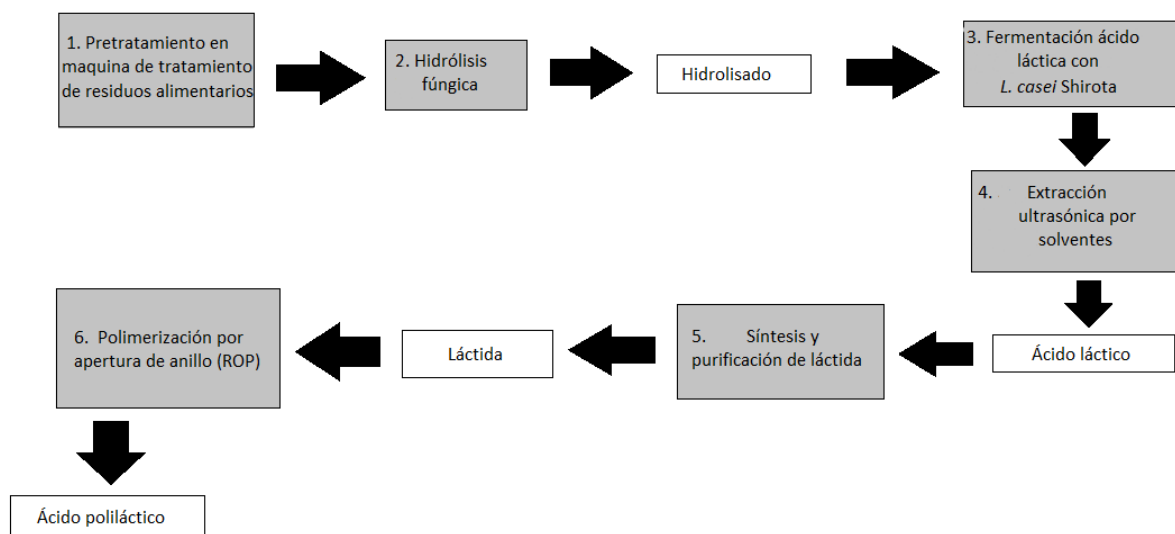 1. Pretratamiento en
maquina de tratamiento
de residuos alimentarios
2. Hidrólisis
fúngica
Hidrolisado
3. Fermentación ácido
láctica con
L. casei Shirota
4. Extracción
ultrasónica por
solventes
Ácido láctico
5. Síntesis y
purificación de láctida
Láctida
6. Polimerización por
apertura de anillo (ROP)
Ácido poliláctico